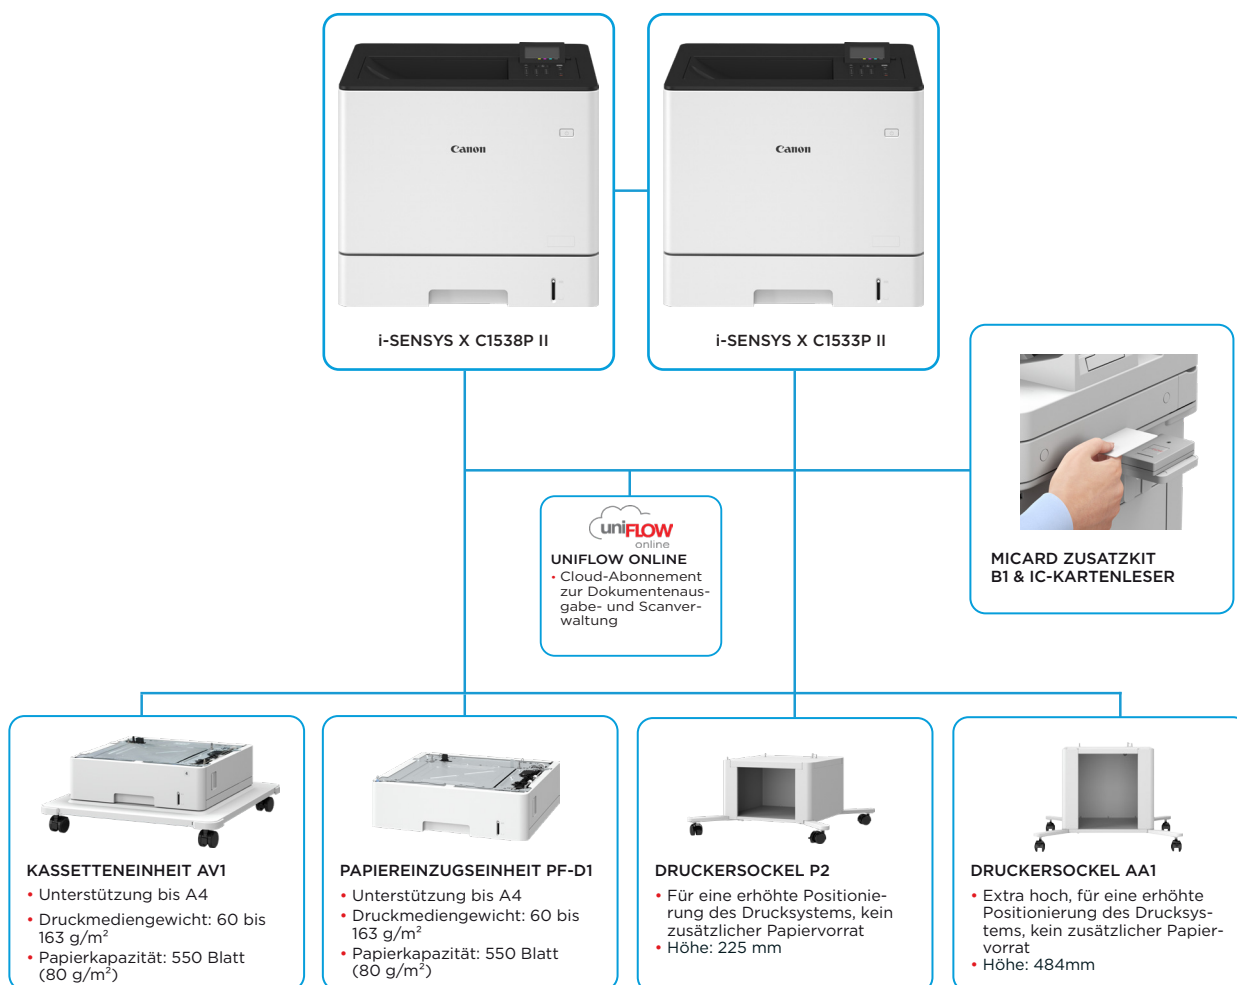 Canon
Canon
i-SENSYS X C1538P II
i-SENSYS X C1533P II
uniFLOW
online
UNIFLOW ONLINE
• Cloud-Abonnement
zur Dokumentenaus-
gabe- und Scanver-
waltung
MICARD ZUSATZKIT
B1 & IC-KARTENLESER
KASSETTENEINHEIT AV1
• Unterstützung bis A4
• Druckmediengewicht: 60 bis
163 g/m²
• Papierkapazität: 550 Blatt
(80 g/m²)
PAPIEREINZUGSEINHEIT PF-D1
• Unterstützung bis A4
• Druckmediengewicht: 60 bis
163 g/m²
• Papierkapazität: 550 Blatt
(80 g/m²)
DRUCKERSOCKEL P2
• Für eine erhöhte Positionie-
rung des Drucksystems, kein
zusätzlicher Papiervorrat
• Höhe: 225 mm
DRUCKERSOCKEL AA1
• Extra hoch, für eine erhöhte
Positionierung des Drucksys-
tems, kein zusätzlicher Papier-
vorrat
• Höhe: 484mm